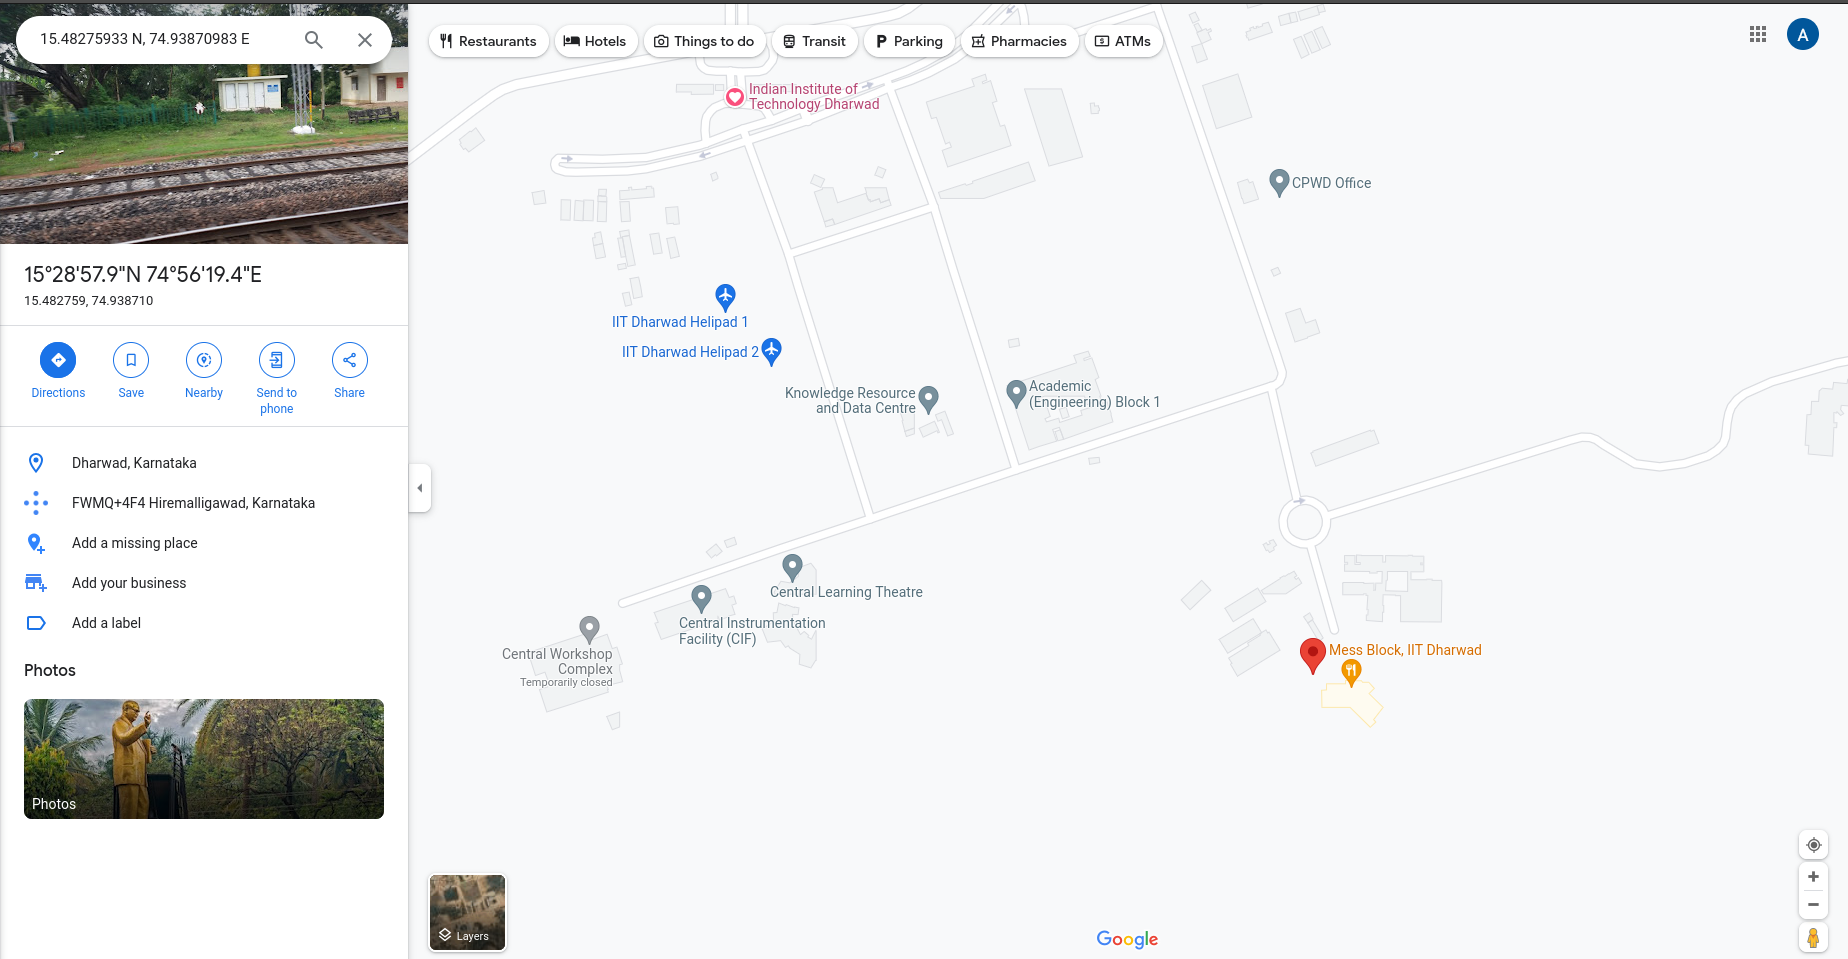 15.48275933 N, 74.93870983 E
Restaurants
Hotels
Things to do
Transit
Parking
Pharmacies
ATMs
A
15°28'57.9"N 74°56'19.4"E
15.482759, 74.938710
Directions
Save
Nearby
Send to
phone
Share
Dharwad, Karnataka
FWMQ+4F4 Hiremalligawad, Karnataka
Add a missing place
Add your business
Add a label
Photos
Photos
Indian Institute of
Technology Dharwad
CPWD Office
IIT Dharwad Helipad 1
IIT Dharwad Helipad 2
Knowledge Resource
and Data Centre
Academic
(Engineering) Block 1
Central Learning Theatre
Central Instrumentation
Facility (CIF)
Central Workshop
Complex
Temporarily closed
Mess Block, IIT Dharwad
Layers
Google